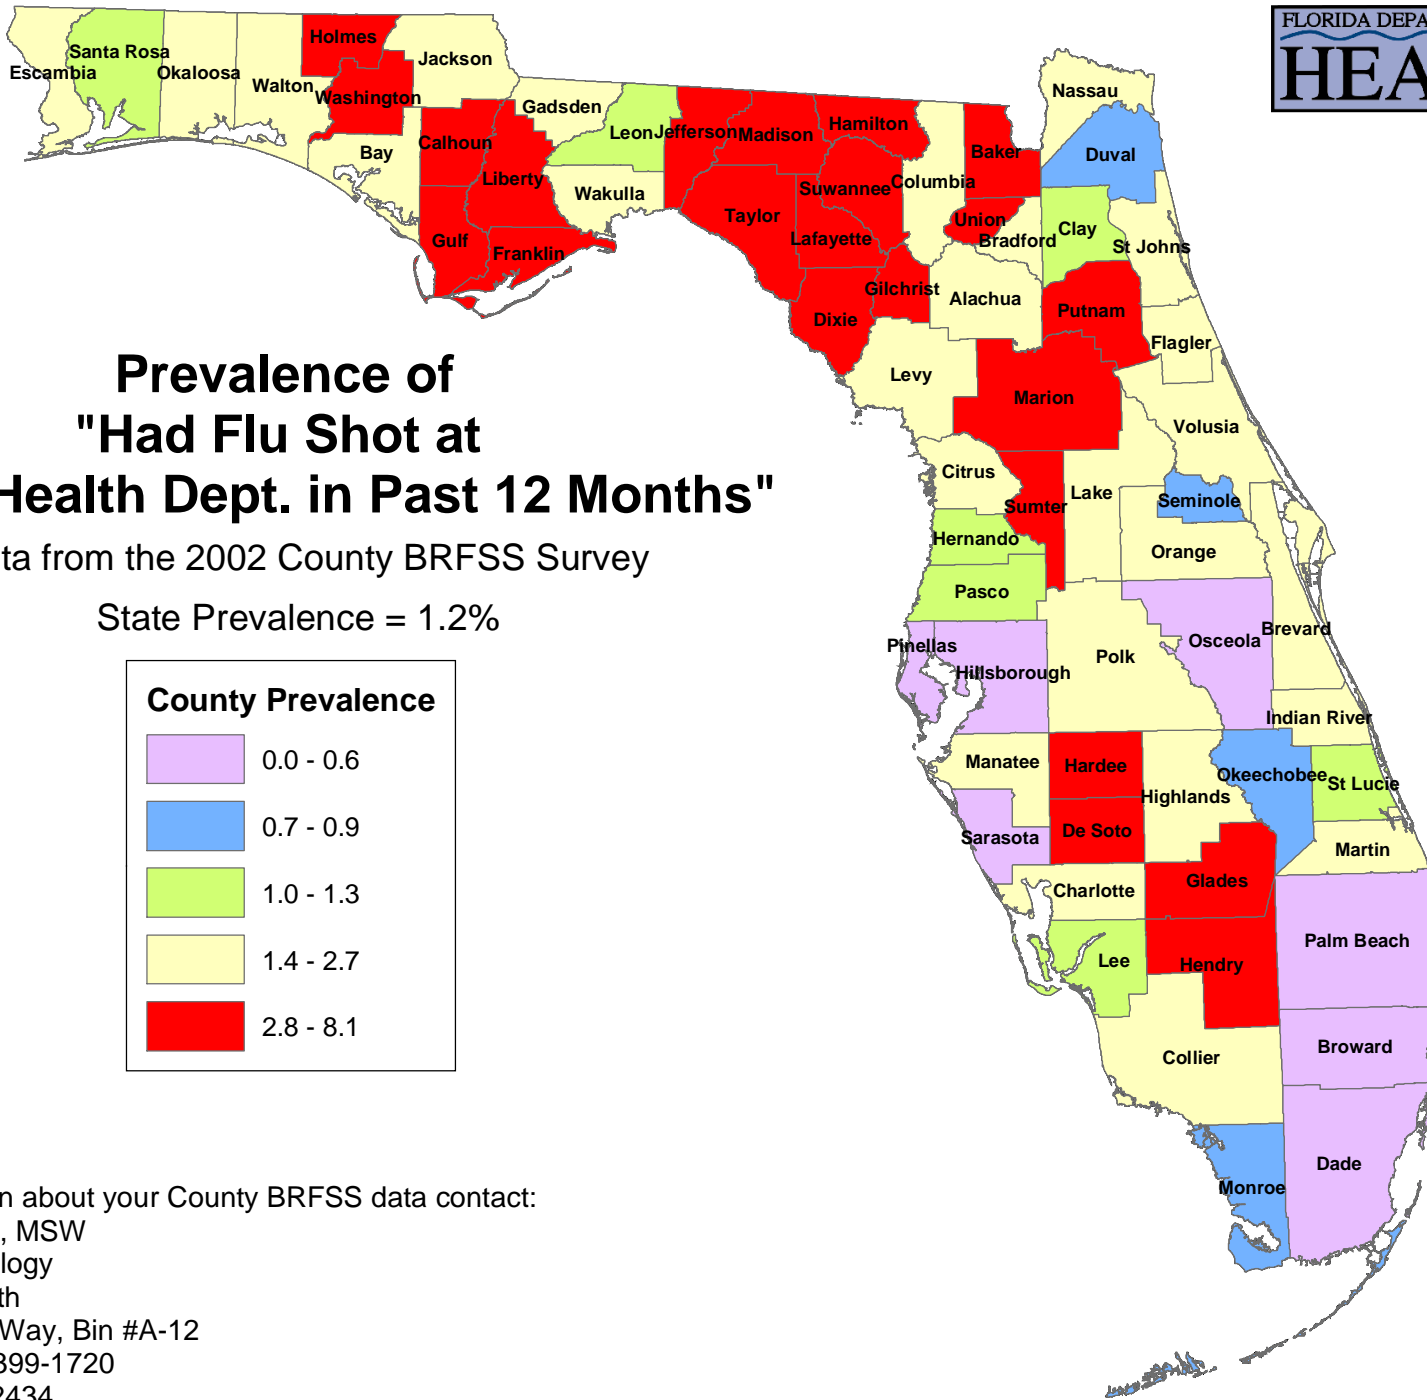 FLORIDA DEPA
HEA
Holmes
Jackson
Santa Rosa
Escambia
Okaloosa
Walton
Washington
Nassau
Gadsden
Calhoun
Leon
Jefferson
Madison
Hamilton
Baker
Duval
Bay
Liberty
Wakulla
Suwannee
Columbia
Taylor
Union
Bradford
Clay
St Johns
Gulf
Franklin
Lafayette
Gilchrist
Alachua
Dixie
Putnam
Flagler
Levy
Marion
Volusia
Citrus
Lake
Seminole
Sumter
Hernando
Orange
Pasco
Pinellas
Hillsborough
Polk
Osceola
Brevard
Indian River
Manatee
Hardee
Highlands
Okeechobee
St Lucie
Sarasota
De Soto
Martin
Charlotte
Glades
Lee
Hendry
Palm Beach
Collier
Broward
Dade
Monroe
Prevalence of
"Had Flu Shot at
Health Dept. in Past 12 Months"
ta from the 2002 County BRFSS Survey
State Prevalence = 1.2%
County Prevalence
0.0 - 0.6
0.7 - 0.9
1.0 - 1.3
1.4 - 2.7
2.8 - 8.1
n about your County BRFSS data contact:
, MSW
logy
th
Way, Bin #A-12
399-1720
2434